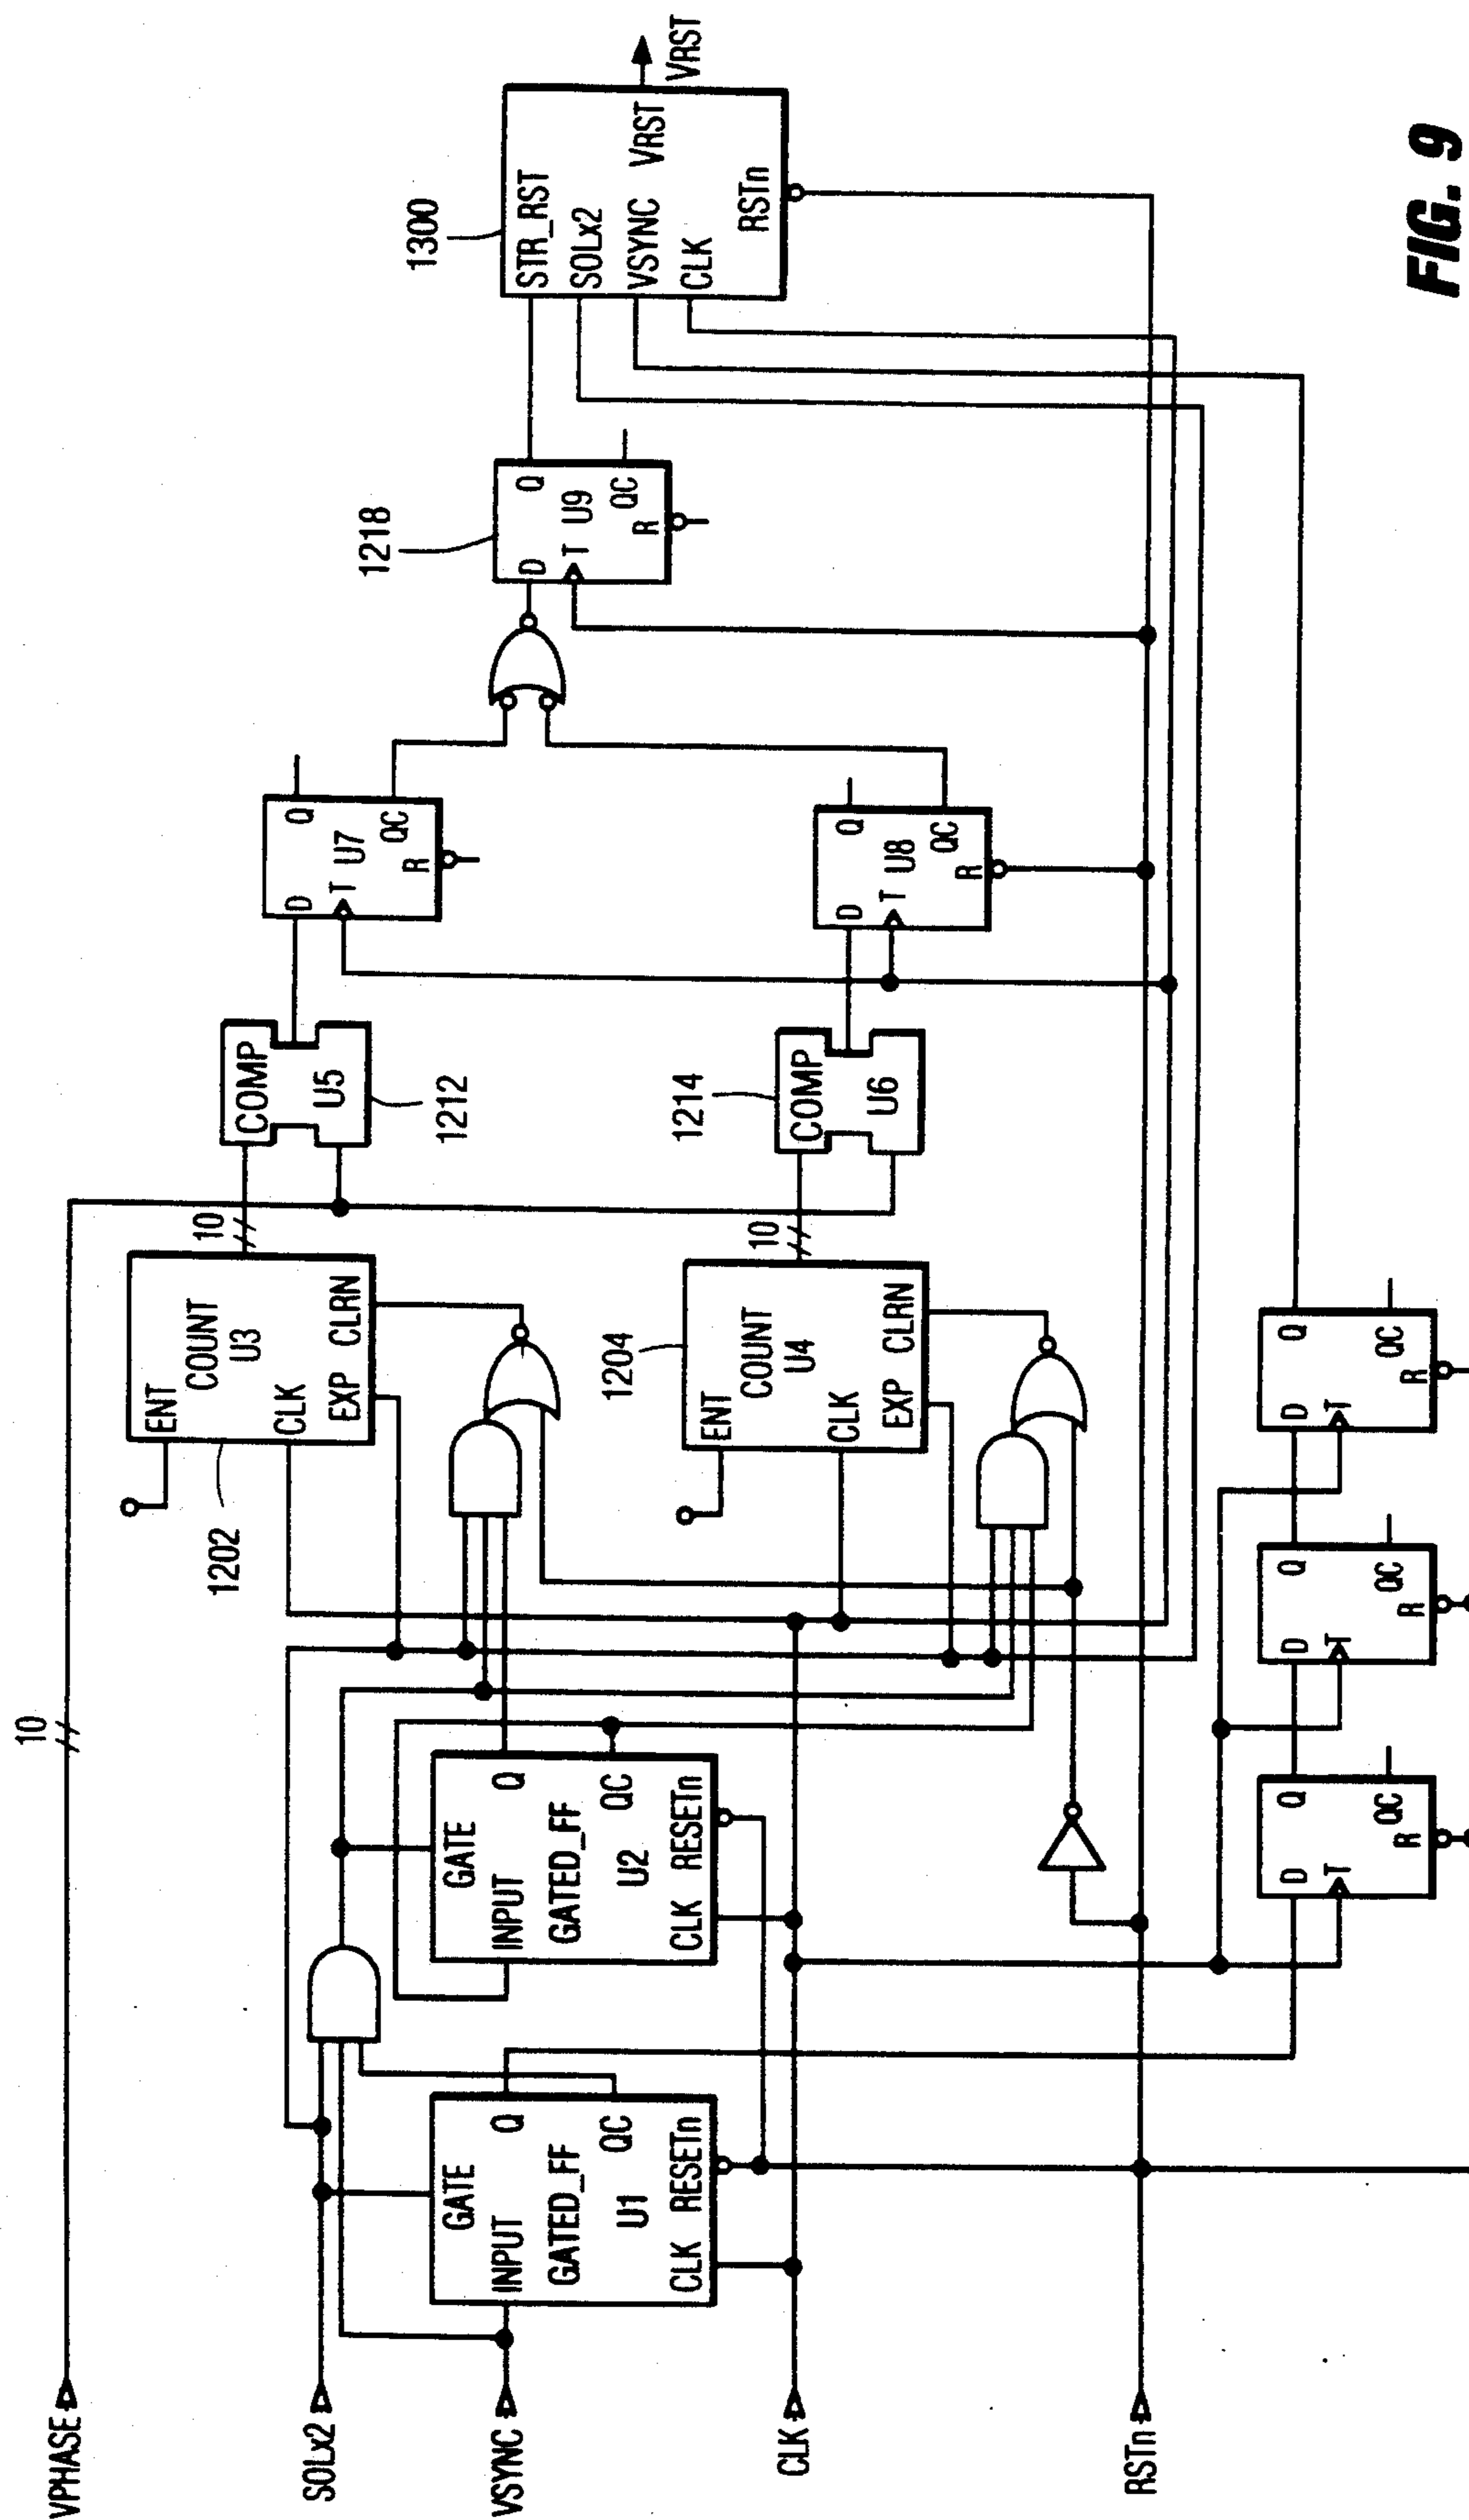 VPHASE
10
SOLx2
VSYNC
CLK
RSTn
GATE
INPUT
Q
GATED_FF
QC
U1
CLK RESETn
GATE
INPUT
Q
GATED_FF
QC
U2
CLK RESETn
1202
ENT
COUNT
U3
CLK
EXP CLRN
10
1204
ENT
COUNT
U4
CLK
EXP CLRN
10
COMP
U5
1212
COMP
U6
1214
D
Q
T
U7
QC
R
D
Q
T
U8
QC
R
1218
D
Q
T
U9
QC
R
1300
STR_RST
SOLx2
VSYNC
VRST
CLK
RSTn
VRST
D
Q
T
QC
R
D
Q
T
QC
R
D
Q
T
QC
R
FIG. 9